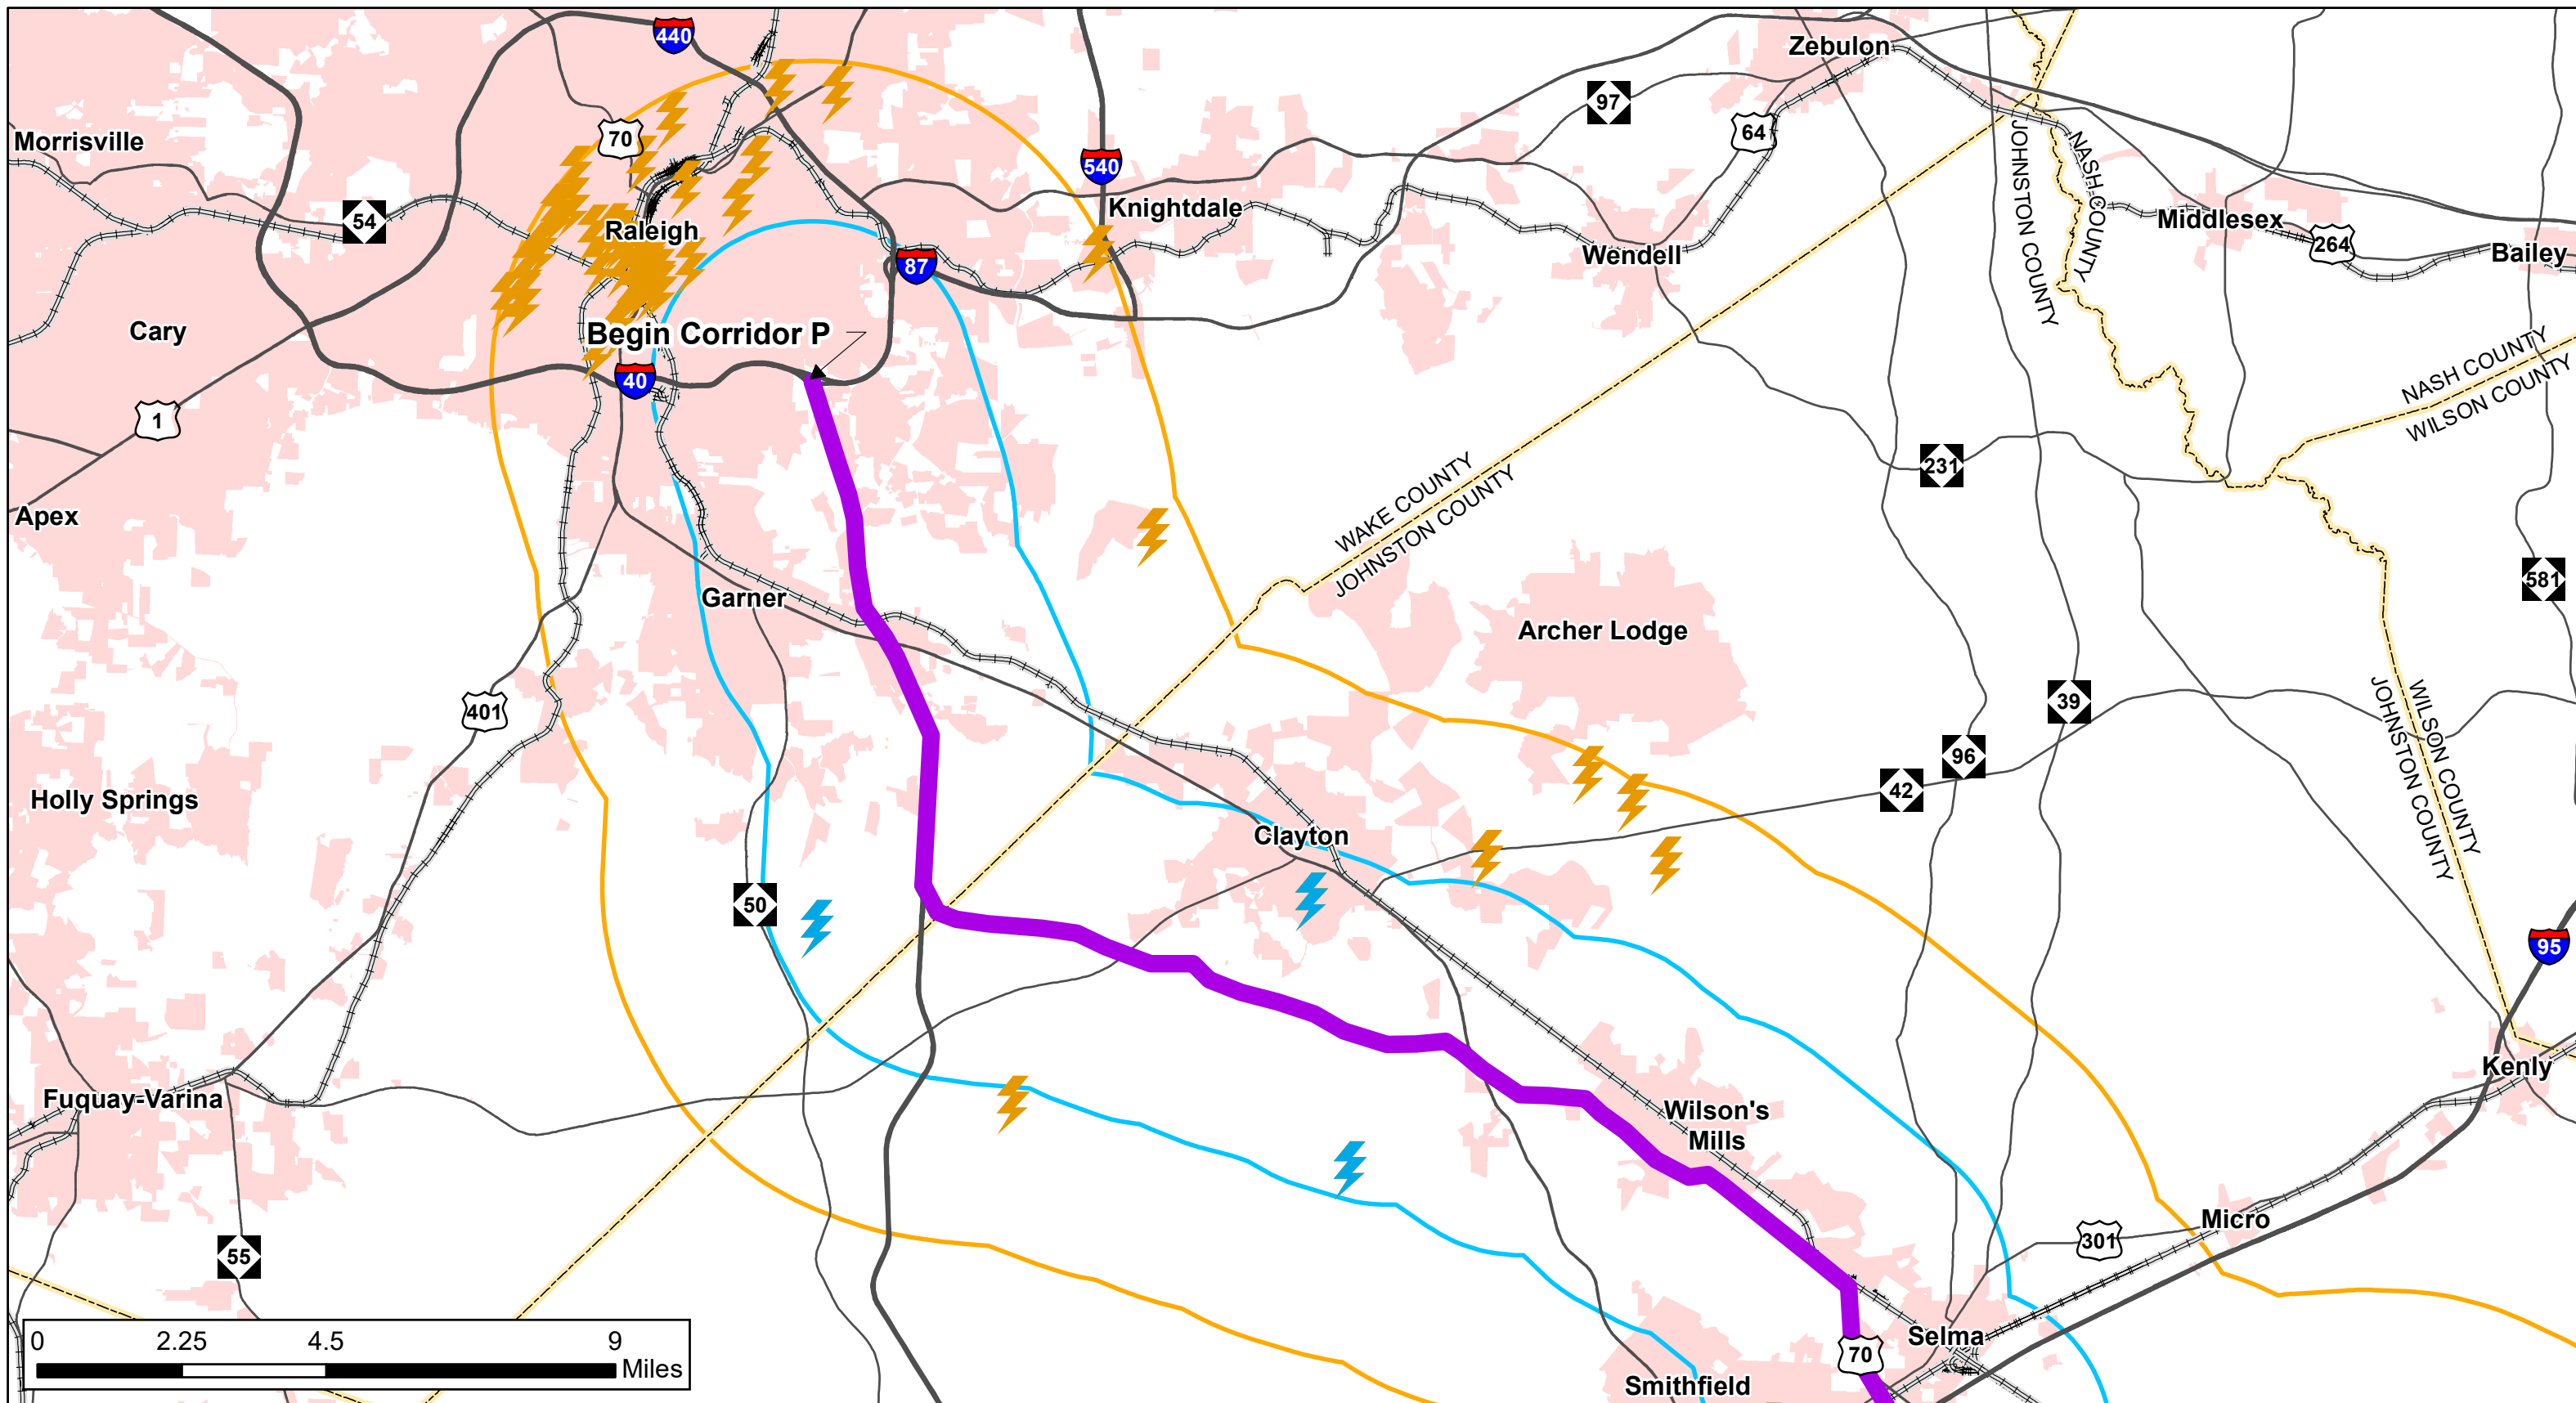 440
Zebulon
97
70
64
Morrisville
JOHNSTON COUNTY
NASH COUNTY
540
Knightdale
54
Raleigh
Middlesex
264
Bailey
Wendell
87
Cary
Begin Corridor P
40
1
NASH COUNTY
WILSON COUNTY
WAKE COUNTY
JOHNSTON COUNTY
231
Apex
581
Garner
Archer Lodge
401
39
WILSON COUNTY
JOHNSTON COUNTY
96
42
Holly Springs
Clayton
50
95
Kenly
Fuquay-Varina
Wilson's
Mills
Micro
301
55
Selma
70
Smithfield
0 2.25 4.5 9
Miles